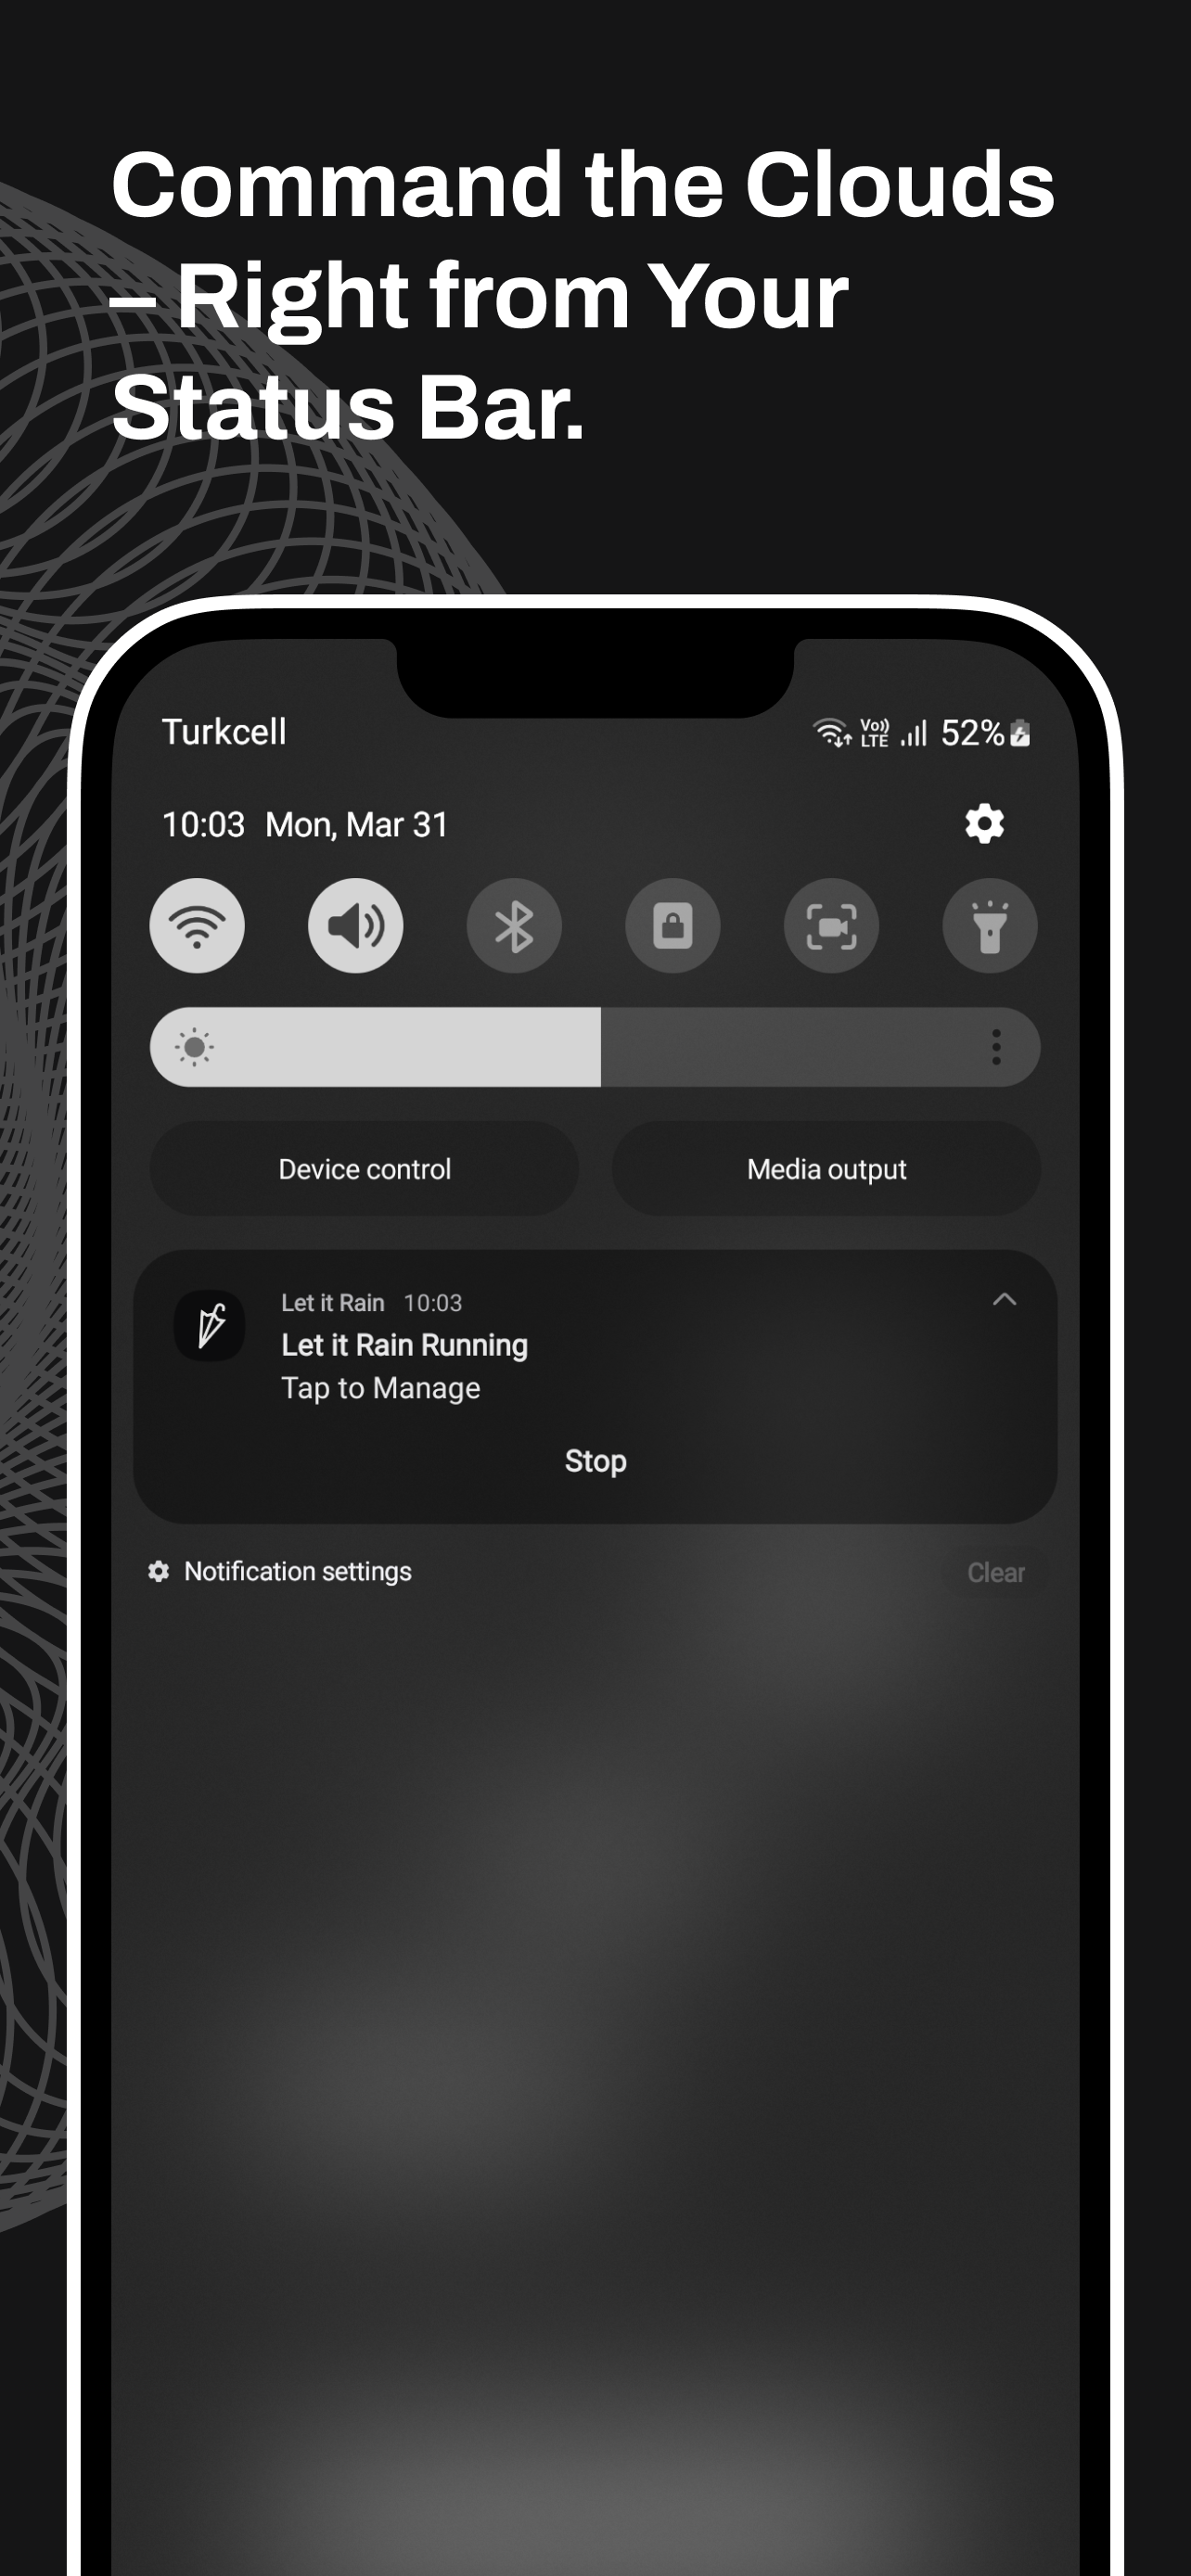 Command the Clouds
– Right from Your
Status Bar.
Turkcell
Vo)) LTE 52%
10:03 Mon, Mar 31
Device control
Media output
Let it Rain 10:03
Let it Rain Running
Tap to Manage
Stop
Notification settings
Clear